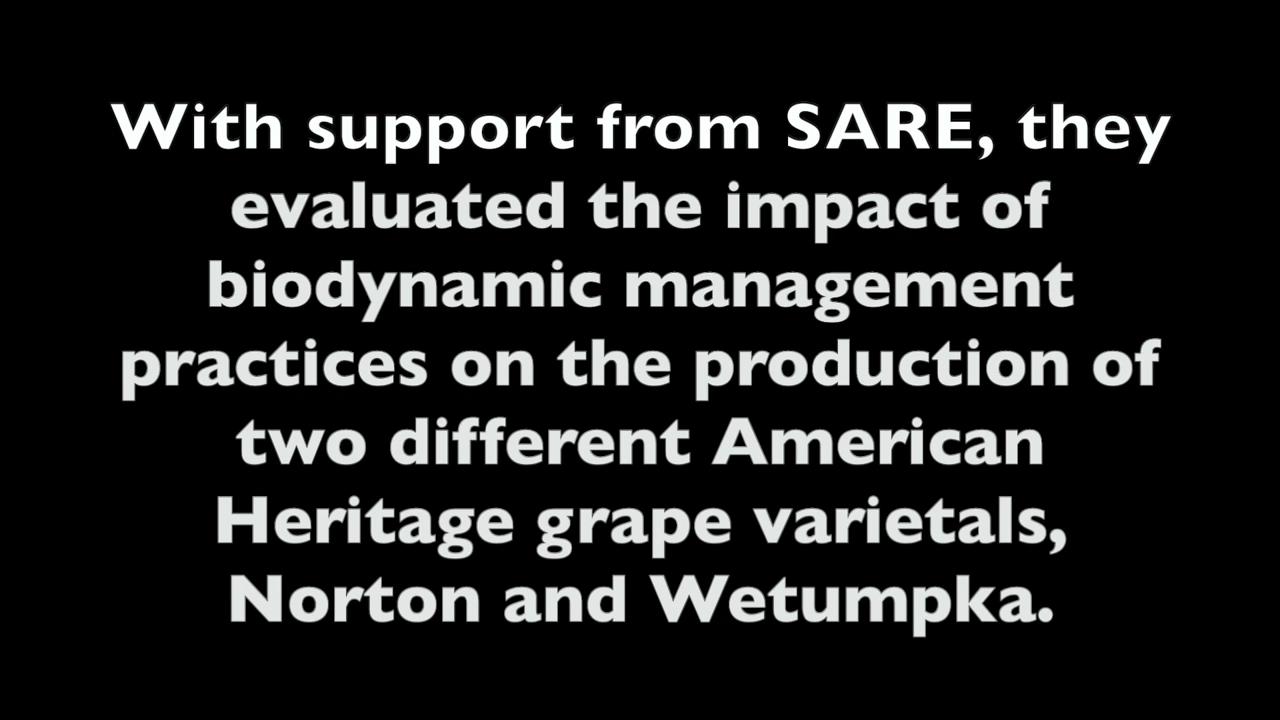 With support from SARE, they
evaluated the impact of
biodynamic management
practices on the production of
two different American
Heritage grape varietals,
Norton and Wetumpka.